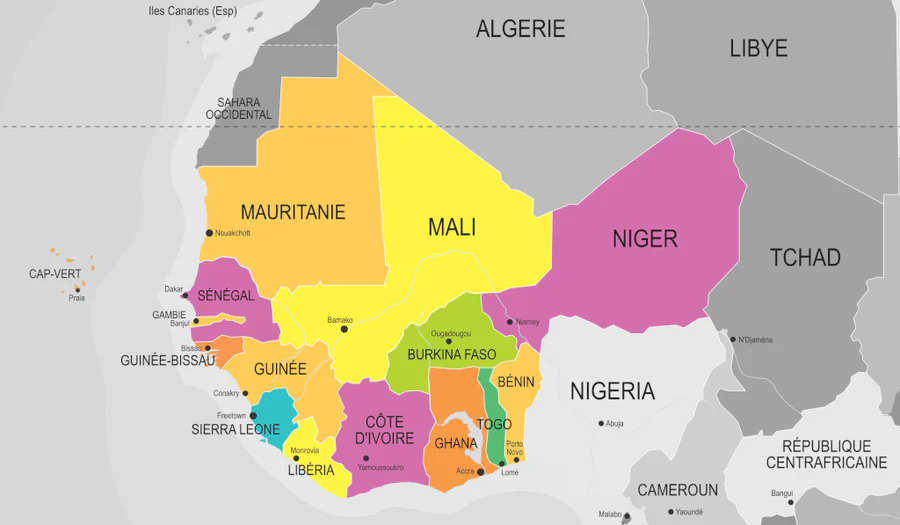 Iles Canaries (Esp)
ALGERIE
LIBYE
SAHARA
OCCIDENTAL
MAURITANIE
Nouakchott
MALI
NIGER
TCHAD
CAP-VERT
Praia
Dakar
SÉNÉGAL
GAMBIE
Banjul
Bamako
Niamey
Ougadougou
BURKINA FASO
N'Djaména
Bissau
GUINÉE-BISSAU
GUINÉE
BÉNIN
NIGERIA
Conakry
Freetown
SIERRA LEONE
CÔTE
D'IVOIRE
TOGO
Abuja
GHANA
Porto
Novo
Monrovia
LIBÉRIA
Yamoussoukro
Accra
Lomé
RÉPUBLIQUE
CENTRAFRICAINE
CAMEROUN
Bangui
Malabo
Yaoundé